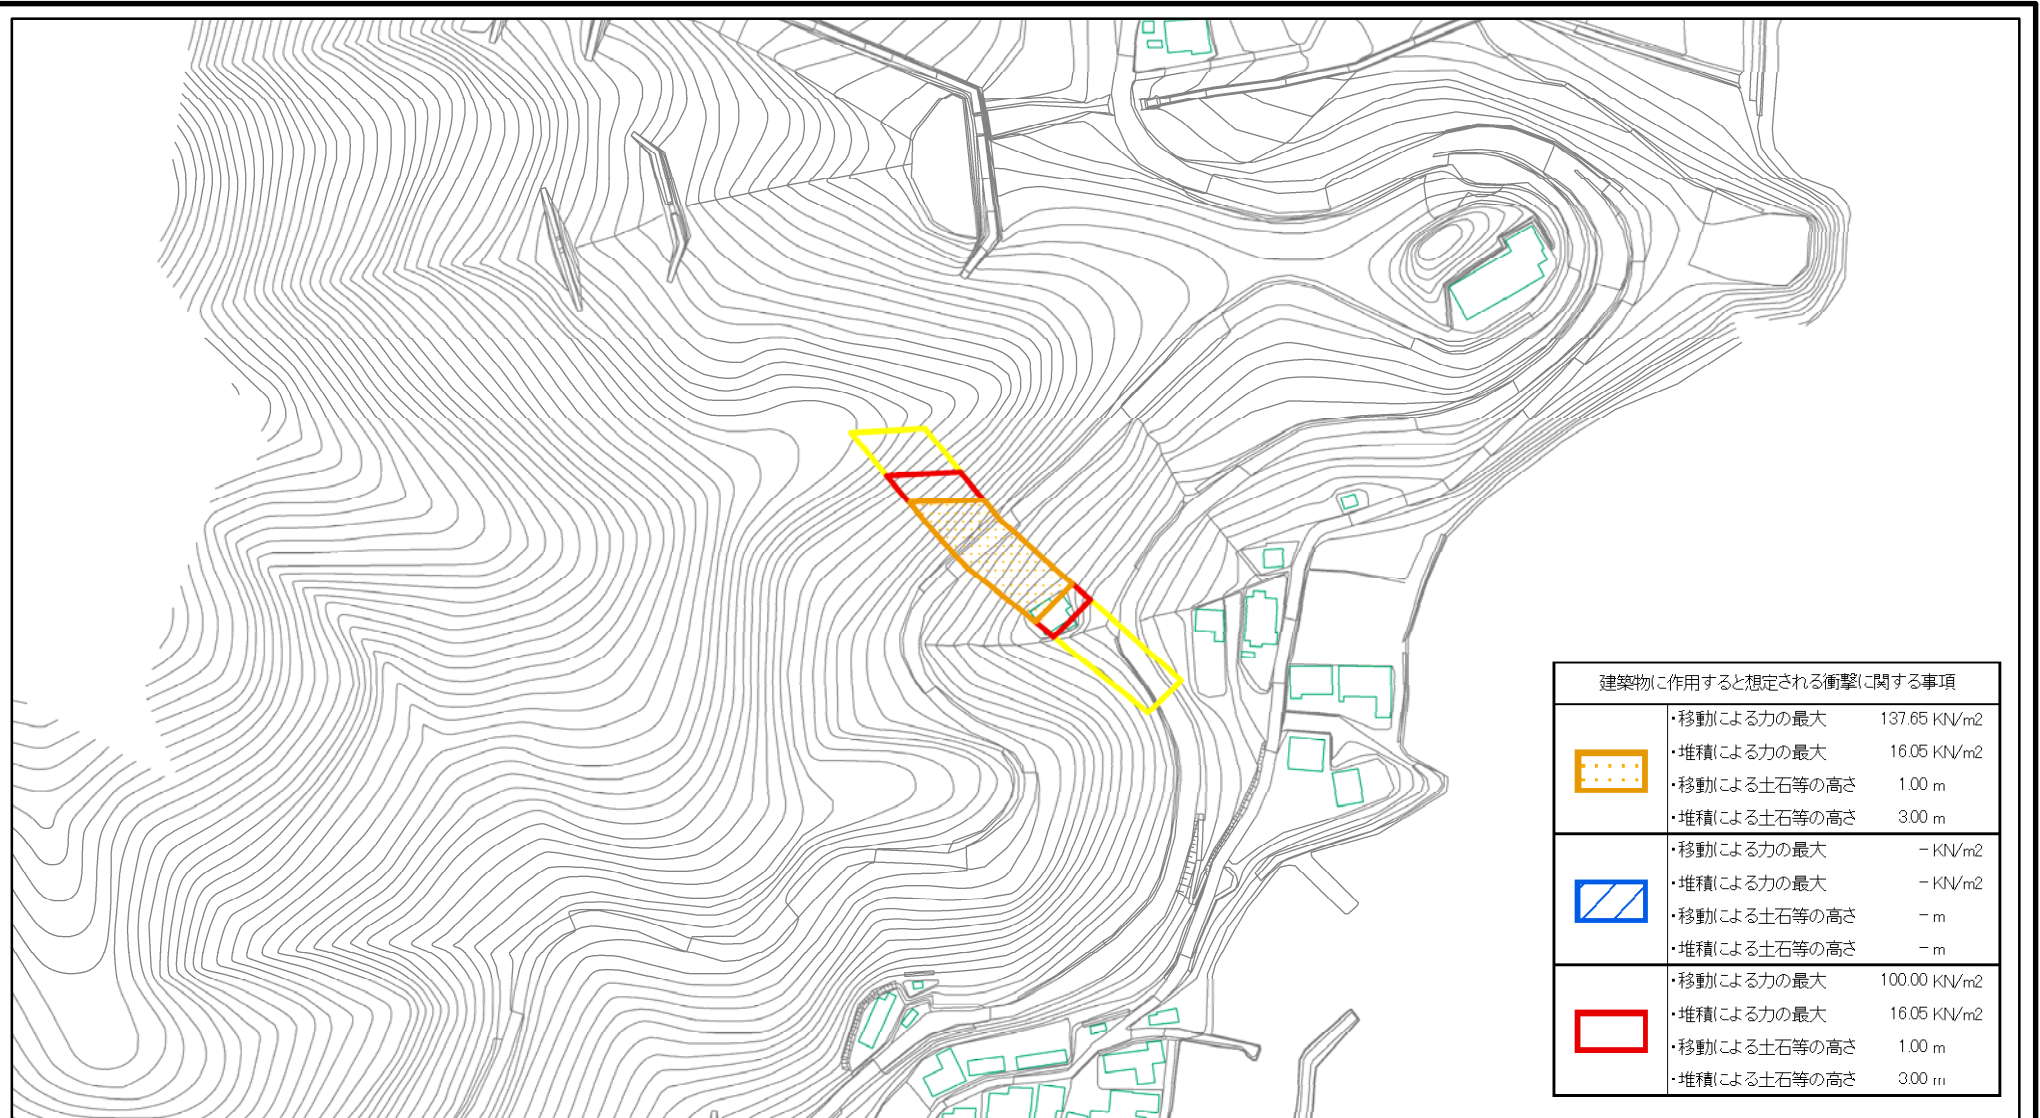 建築物に作用すると想定される衝撃に関する事項
・移動による力の最大 137.65 KN/m2
・堆積による力の最大 16.05 KN/m2
・移動による土石等の高さ 1.00 m
・堆積による土石等の高さ 3.00 m
・移動による力の最大 － KN/m2
・堆積による力の最大 － KN/m2
・移動による土石等の高さ － m
・堆積による土石等の高さ － m
・移動による力の最大 100.00 KN/m2
・堆積による力の最大 16.05 KN/m2
・移動による土石等の高さ 1.00 m
・堆積による土石等の高さ 3.00 m